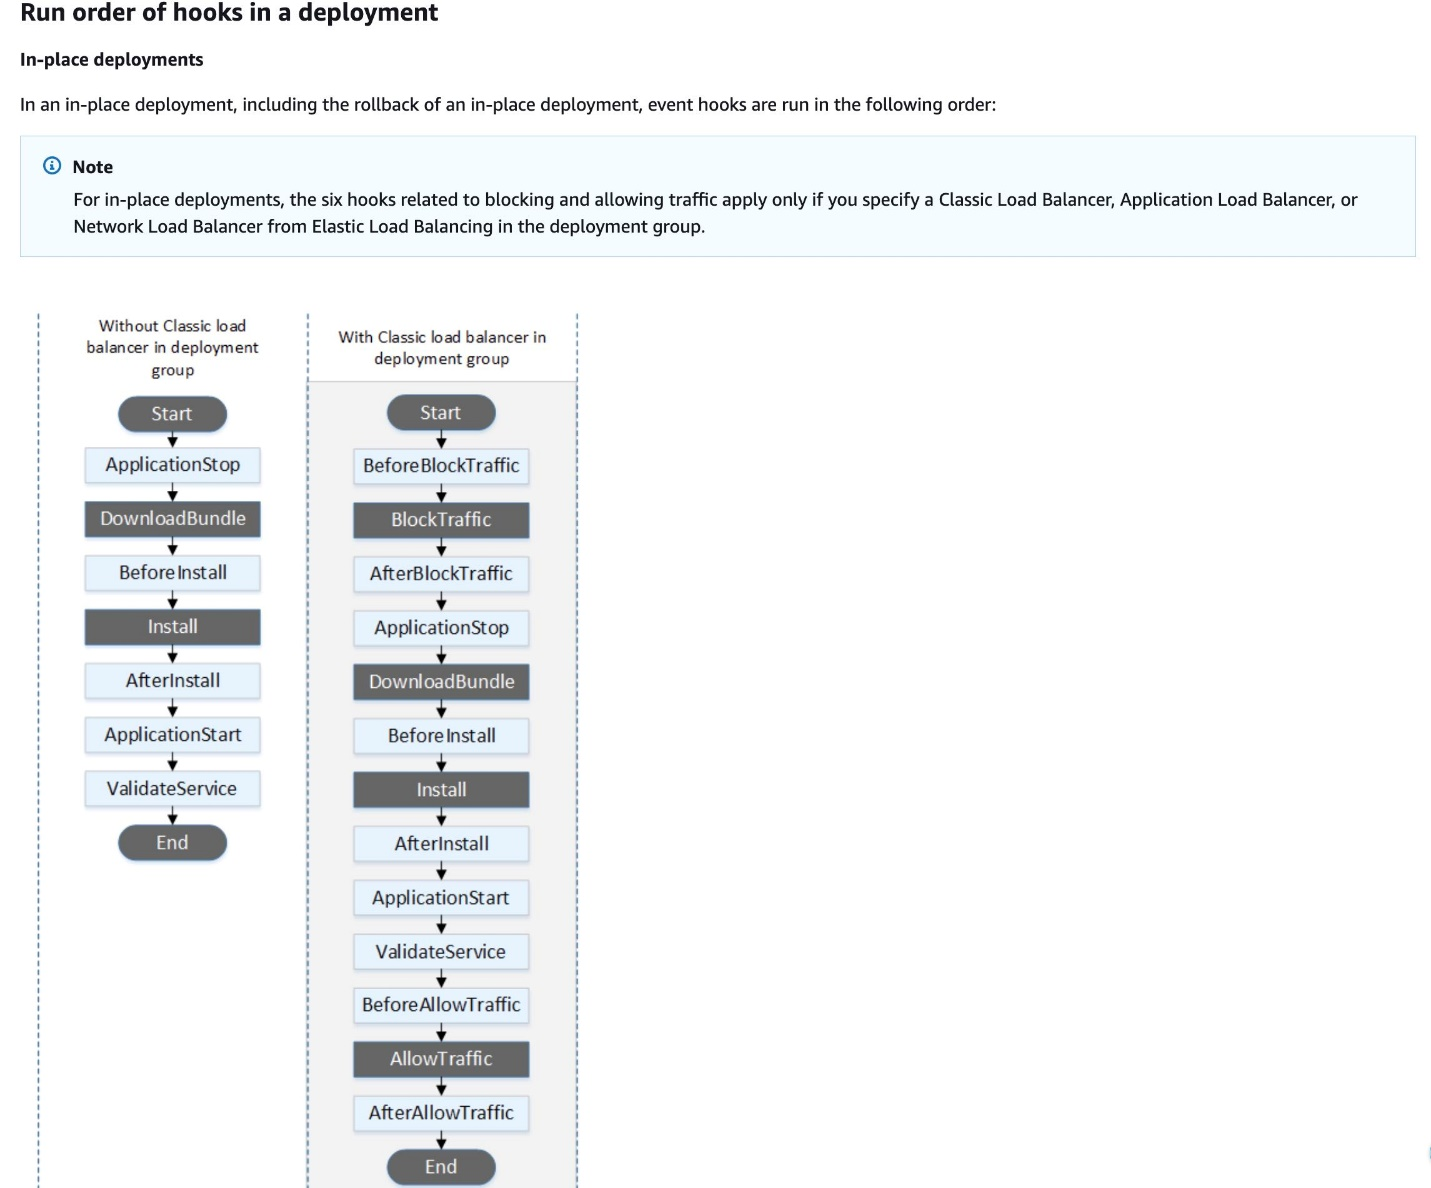 Run order of hooks in a deployment
In-place deployments
In an in-place deployment, including the rollback of an in-place deployment, event hooks are run in the following order:
Note
For in-place deployments, the six hooks related to blocking and allowing traffic apply only if you specify a Classic Load Balancer, Application Load Balancer, or
Network Load Balancer from Elastic Load Balancing in the deployment group.
Without Classic load
balancer in deployment
group
Start
ApplicationStop
DownloadBundle
BeforeInstall
Install
AfterInstall
ApplicationStart
ValidateService
End
With Classic load balancer in
deployment group
Start
BeforeBlockTraffic
BlockTraffic
AfterBlockTraffic
ApplicationStop
DownloadBundle
BeforeInstall
Install
AfterInstall
ApplicationStart
ValidateService
BeforeAllowTraffic
AllowTraffic
AfterAllowTraffic
End